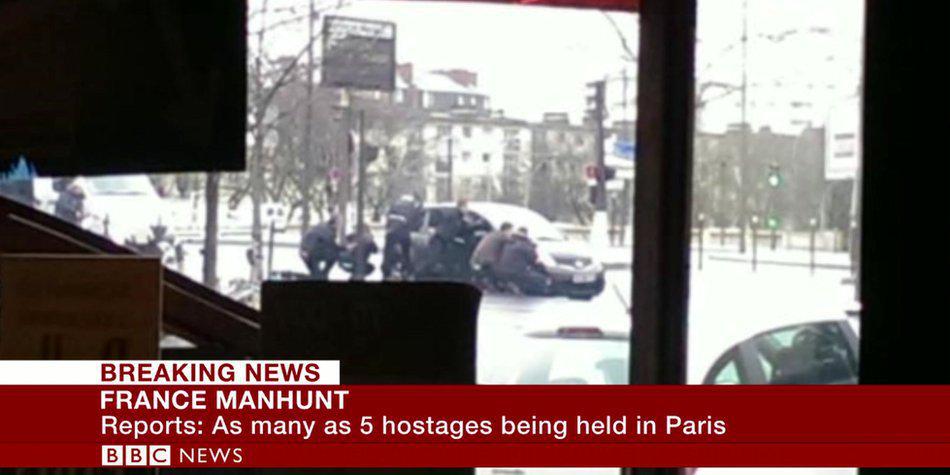 BREAKING NEWS
FRANCE MANHUNT
Reports: As many as 5 hostages being held in Paris
BBC NEWS